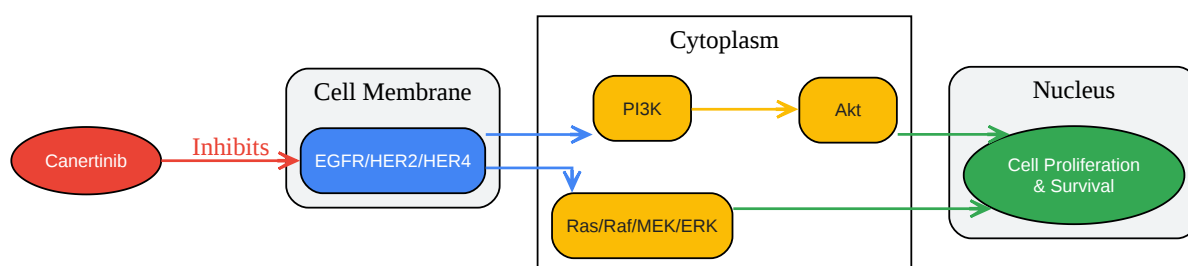 Canertinib
Inhibits
Cell Membrane
EGFR/HER2/HER4
Cytoplasm
PI3K
Akt
Ras/Raf/MEK/ERK
Nucleus
Cell Proliferation
& Survival